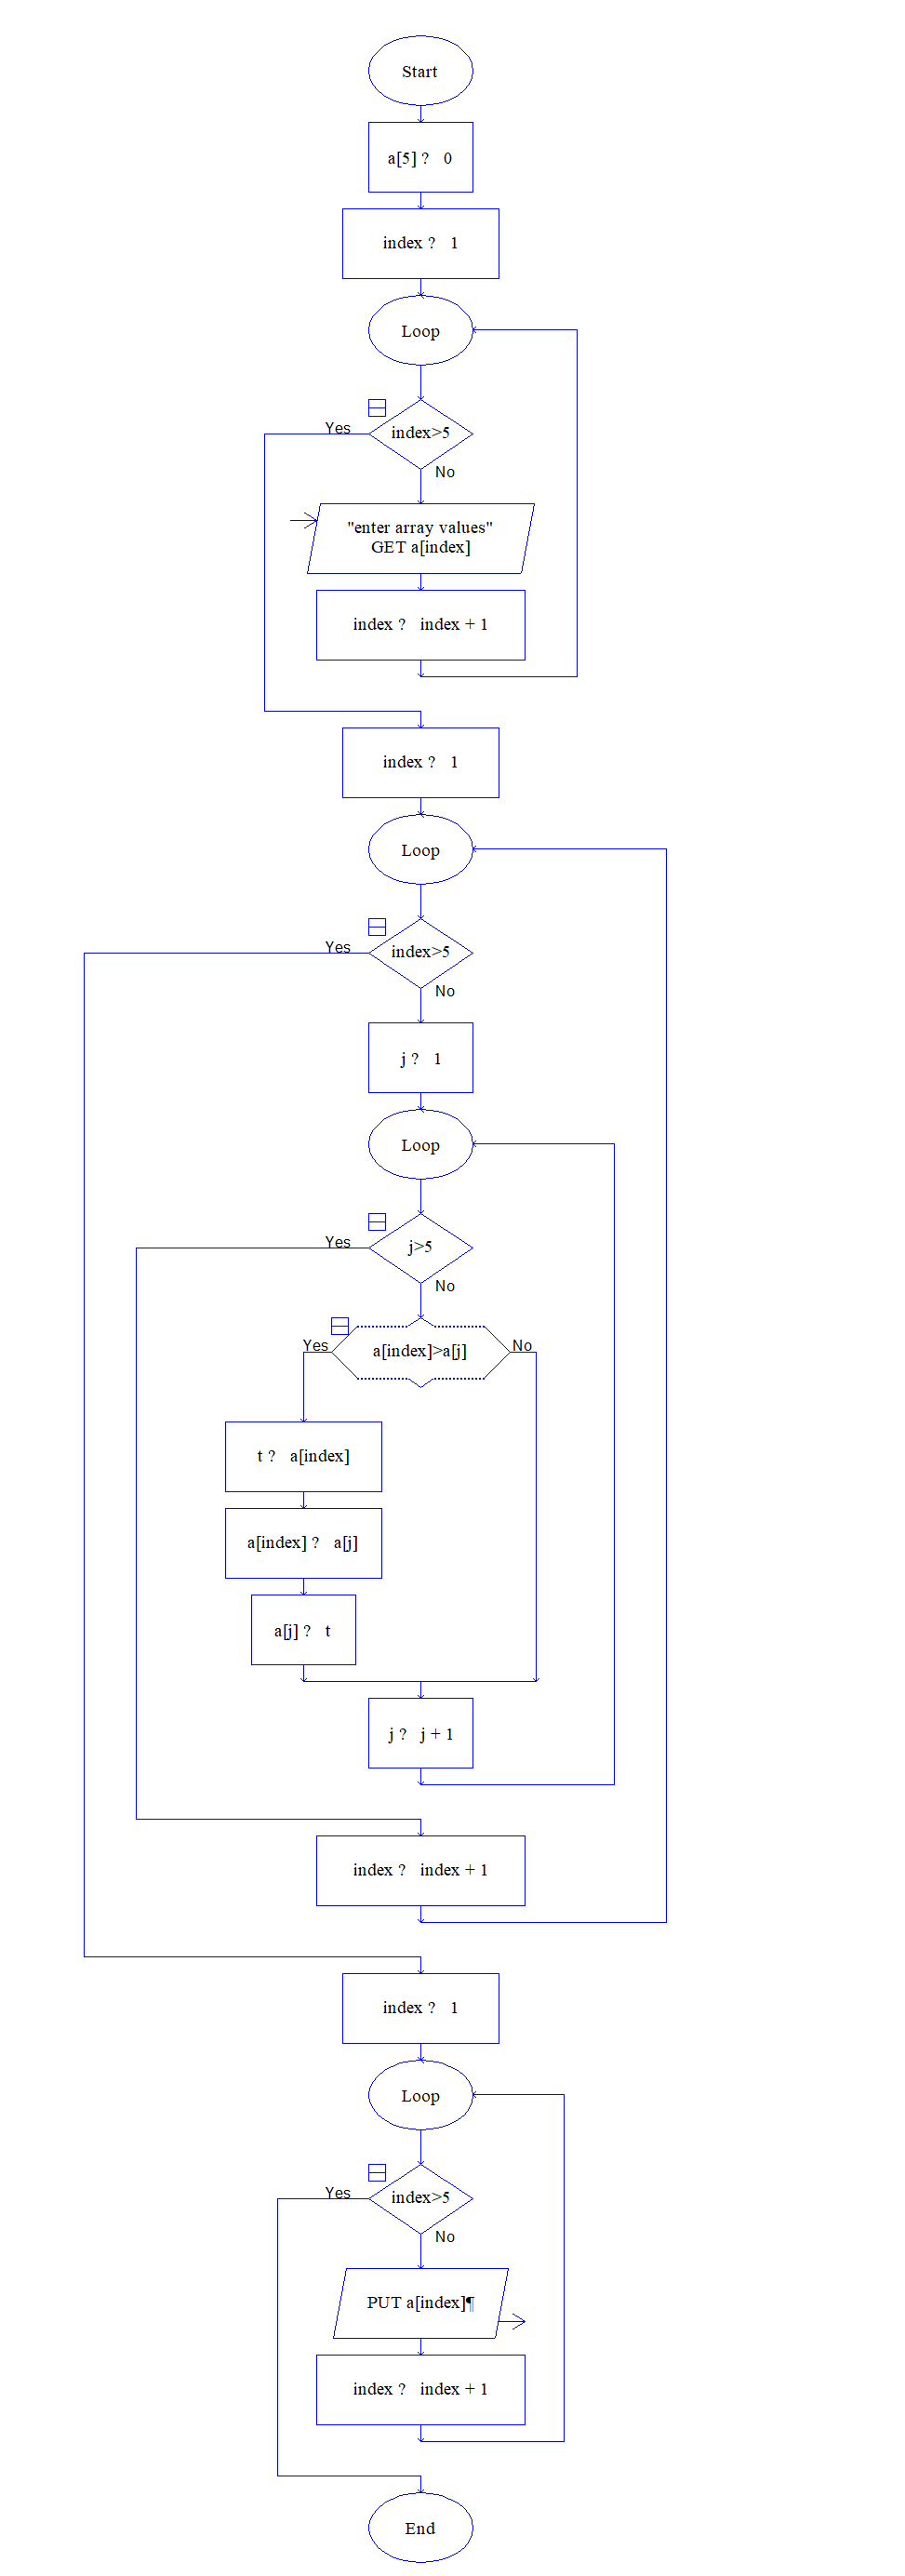 Start
a[5] ? 0
index ? 1
Loop
index>5
Yes
No
"enter array values"
GET a[index]
index ? index + 1
index ? 1
Loop
index>5
Yes
No
j ? 1
Loop
j>5
Yes
No
Yes
a[index]>a[j]
No
t ? a[index]
a[index] ? a[j]
a[j] ? t
j ? j + 1
index ? index + 1
index ? 1
Loop
index>5
Yes
No
PUT a[index]¶
index ? index + 1
End